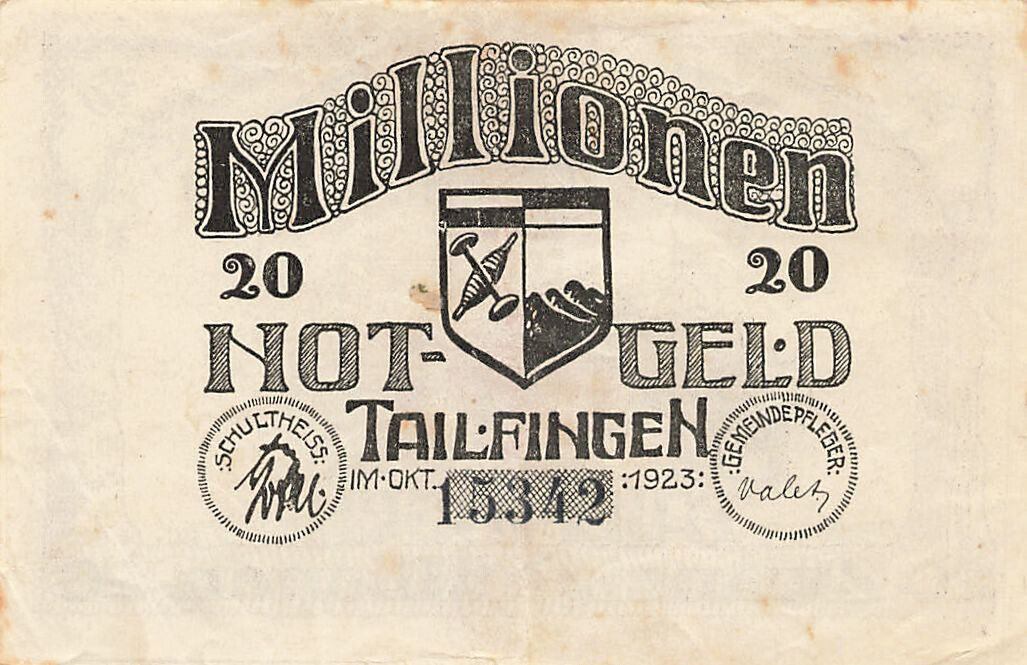 Millionen
20 20
NOT- GELD
TAILFINGEN
:SCHULTHEISS:
IM·OKT. 15342 :1923:
:GEMEINDEPFLEGER:
Valet